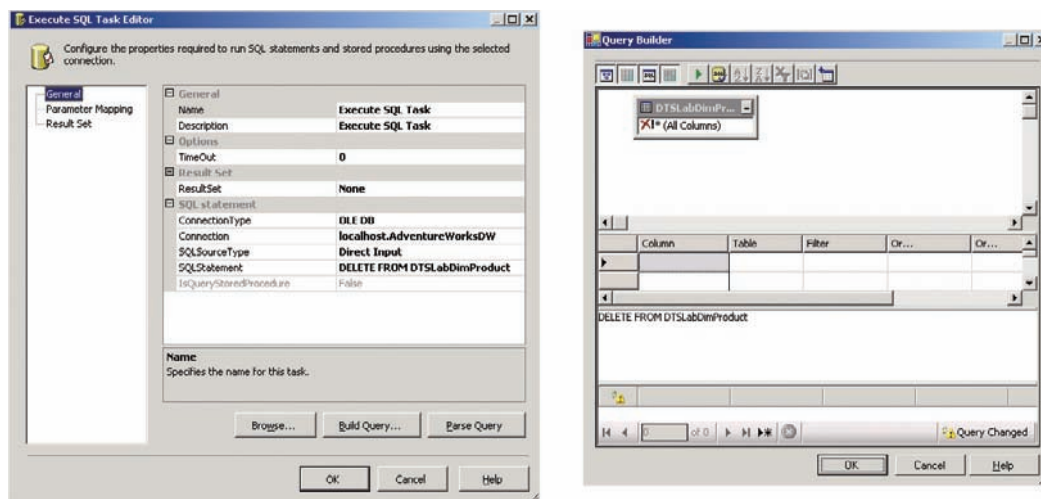 Execute SQL Task Editor
Configure the properties required to run SQL statements and stored procedures using the selected
connection.
General
Parameter Mapping
Result Set
General
Name Execute SQL Task
Description Execute SQL Task
Options
TimeOut 0
Result Set
ResultSet None
SQL statement
ConnectionType OLE DB
Connection localhost.AdventureWorksDW
SQLSourceType Direct Input
SQLStatement DELETE FROM DTSLabDimProduct
IsQueryStoredProcedure False
Name
Specifies the name for this task.
Browse... Build Query... Parse Query
OK Cancel Help
Query Builder
DTSLabDimPr...
* (All Columns)
Column Table Filter Or... Or...
DELETE FROM DTSLabDimProduct
0 of 0 Query Changed
OK Cancel Help